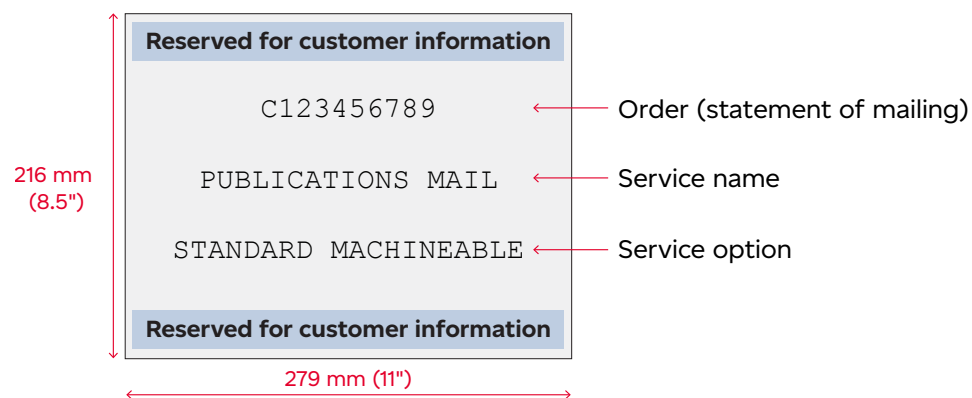 Reserved for customer information
C123456789
Order (statement of mailing)
216 mm
(8.5")
PUBLICATIONS MAIL
Service name
STANDARD MACHINEABLE
Service option
Reserved for customer information
279 mm (11")